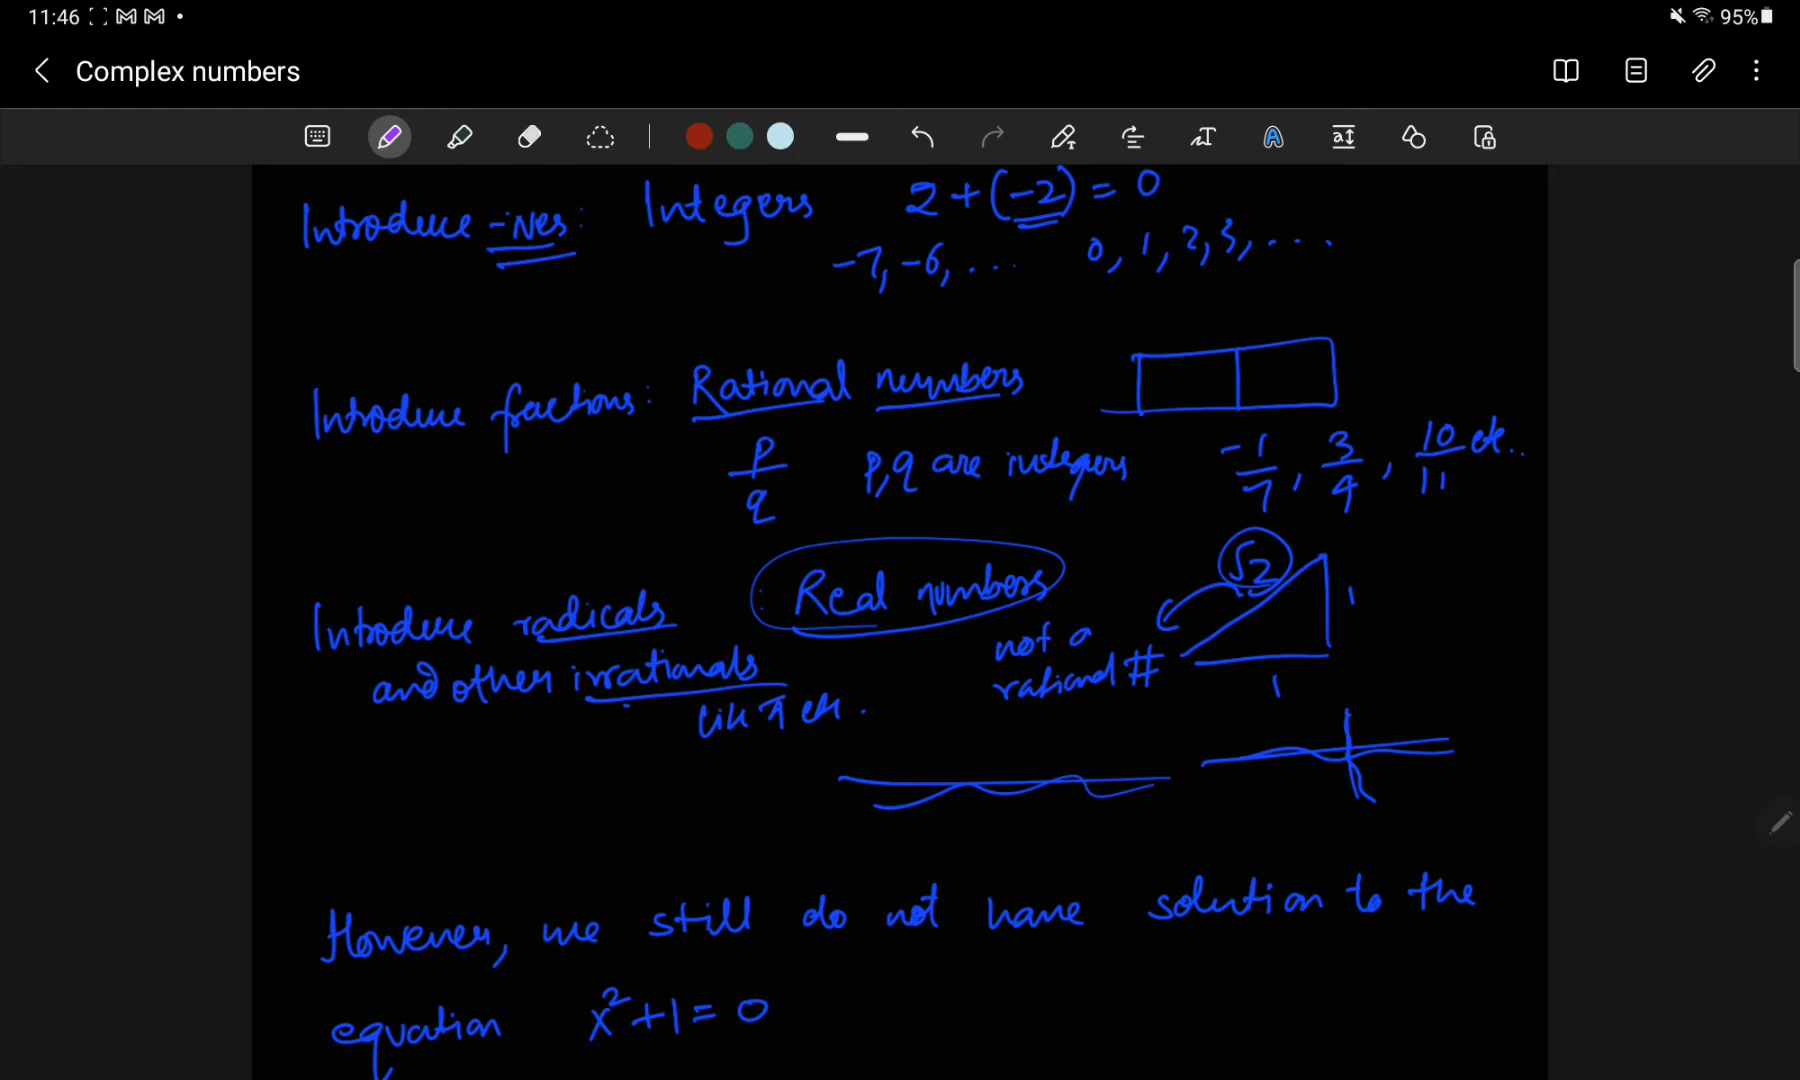 11:46 95%
Complex numbers
Introduce -ives: Integers 2 + (-2) = 0
-7, -6, ... 0, 1, 2, 3, ...
Introduce fractions: Rational numbers
p/q p,q are integers -1/7, 3/4, 10/11 etc..
Introduce radicals Real numbers √2 1
and other irrationals not a
like π etc. rational # 1
However, we still do not have solution to the
equation x²+1=0